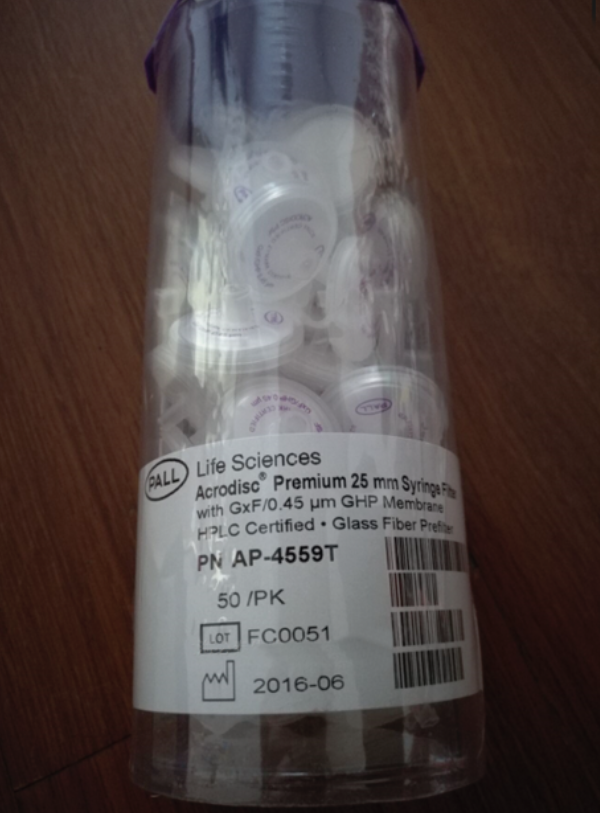 PALL
Life Sciences
Acrodisc® Premium 25 mm Syringe Filter
with GxF/0.45 µm GHP Membrane
HPLC Certified • Glass Fiber Prefilter
PN AP-4559T
50 /PK
LOT FC0051
2016-06
PALL